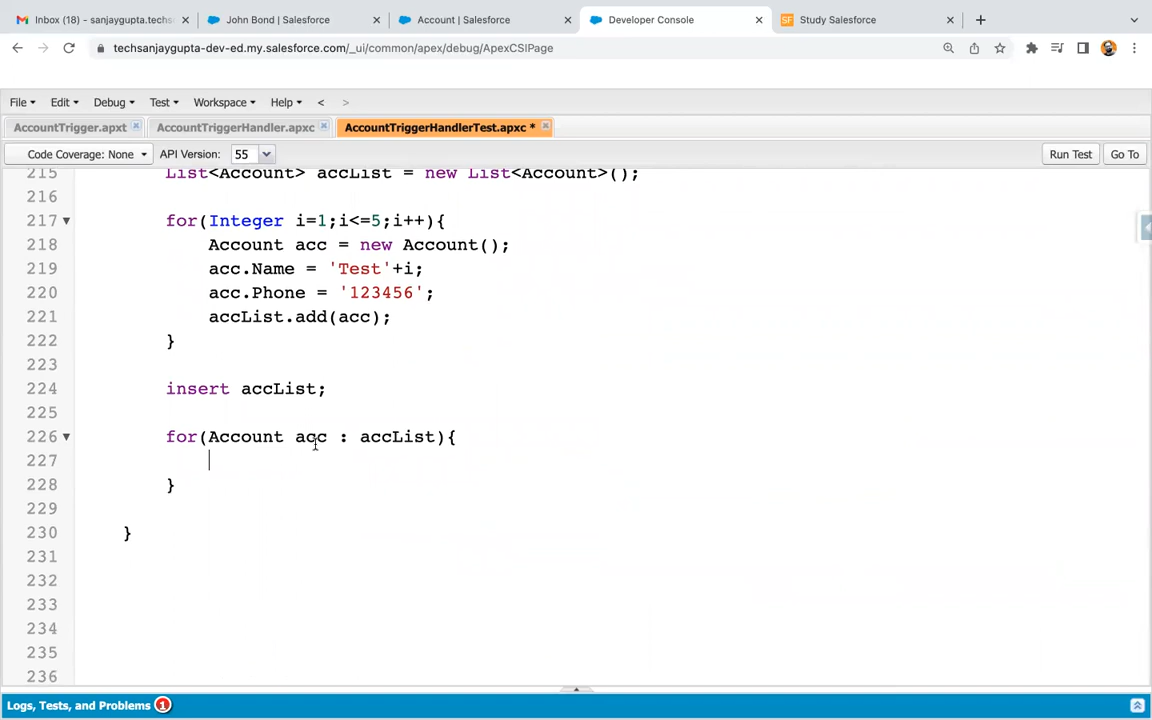 Inbox (18) - sanjaygupta.techs
John Bond | Salesforce
Account | Salesforce
Developer Console
Study Salesforce
techsanjaygupta-dev-ed.my.salesforce.com/_ui/common/apex/debug/ApexCSIPage
File Edit Debug Test Workspace Help < >
AccountTrigger.apxt
AccountTriggerHandler.apxc
AccountTriggerHandlerTest.apxc *
Code Coverage: None API Version: 55 Run Test Go To
215 List<Account> accList = new List<Account>();
216
217 for(Integer i=1;i<=5;i++){
218 Account acc = new Account();
219 acc.Name = 'Test'+i;
220 acc.Phone = '123456';
221 accList.add(acc);
222 }
223
224 insert accList;
225
226 for(Account acc : accList){
227
228 }
229
230 }
231
232
233
234
235
236
Logs, Tests, and Problems 1